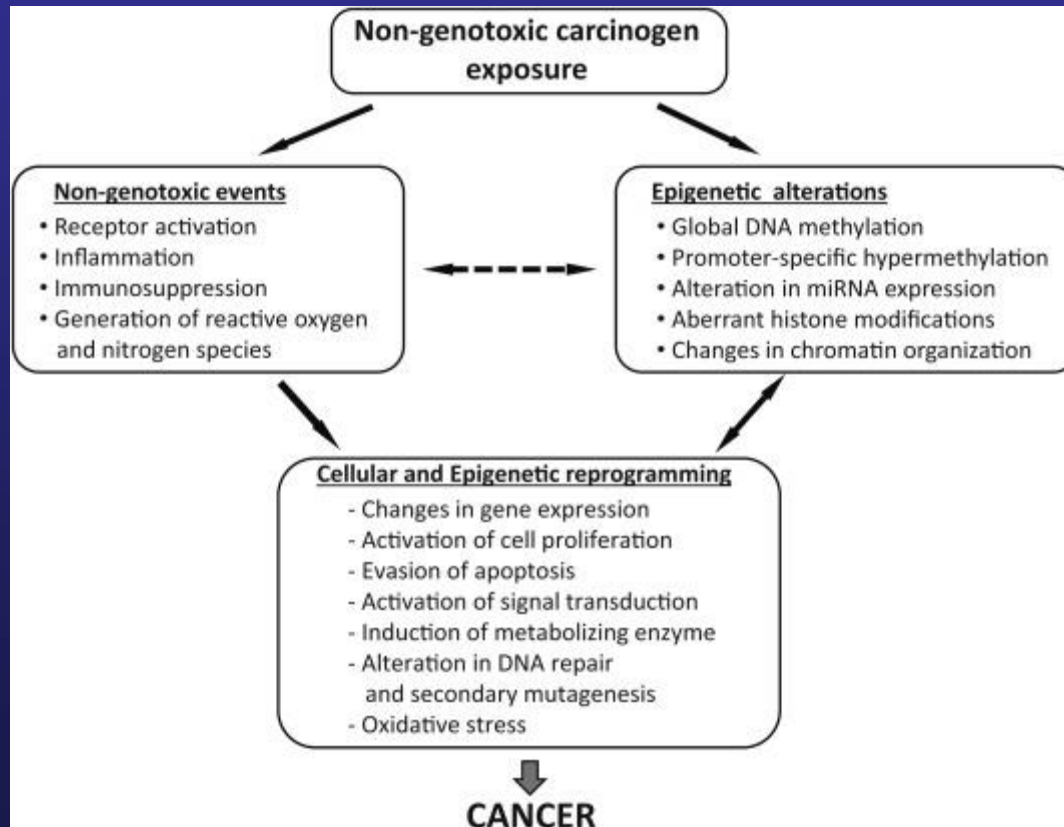 Non-genotoxic carcinogen
exposure
Non-genotoxic events
• Receptor activation
• Inflammation
• Immunosuppression
• Generation of reactive oxygen
and nitrogen species
Epigenetic alterations
• Global DNA methylation
• Promoter-specific hypermethylation
• Alteration in miRNA expression
• Aberrant histone modifications
• Changes in chromatin organization
Cellular and Epigenetic reprogramming
- Changes in gene expression
- Activation of cell proliferation
- Evasion of apoptosis
- Activation of signal transduction
- Induction of metabolizing enzyme
- Alteration in DNA repair
and secondary mutagenesis
- Oxidative stress
CANCER